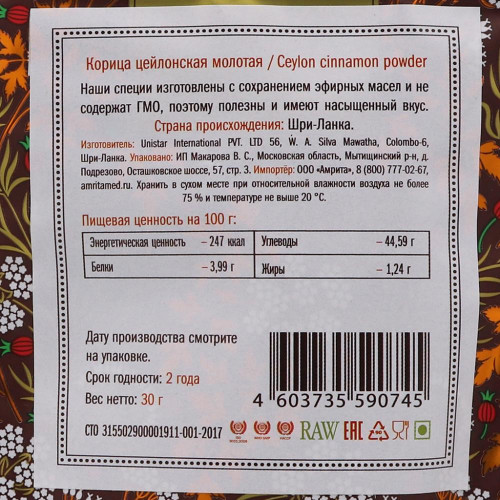 Корица цейлонская молотая / Ceylon cinnamon powder
Наши специи изготовлены с сохранением эфирных масел и не
содержат ГМО, поэтому полезны и имеют насыщенный вкус.
Страна происхождения: Шри-Ланка.
Изготовитель: Unistar International PVT. LTD 56, W. A. Silva Mawatha, Colombo-6,
Шри-Ланка. Упаковано: ИП Макарова В. С., Московская область, Мытищинский р-н, д.
Подрезово, Осташковское шоссе, 57, стр. 3. Импортёр: ООО «Амрита», 8 (800) 777-02-67,
amritamed.ru. Хранить в сухом месте при относительной влажности воздуха не более
75 % и температуре не выше 20 °С.
Пищевая ценность на 100 г:
Энергетическая ценность – 247 ккал Углеводы – 44,59 г
Белки – 3,99 г Жиры – 1,24 г
Дату производства смотрите
на упаковке.
Срок годности: 2 года
Вес нетто: 30 г
4 603735 590745
СТО 315502900001911-001-2017
RAW EAC